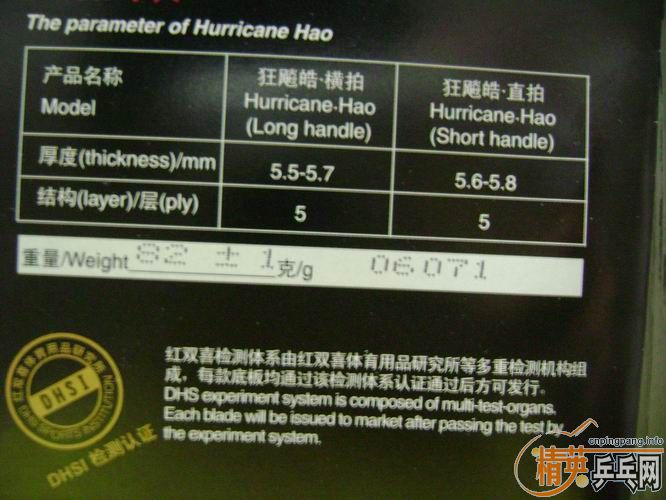 The parameter of Hurricane Hao
产品名称 Model
狂飚皓·横拍 Hurricane·Hao (Long handle)
狂飚皓·直拍 Hurricane·Hao (Short handle)
厚度(thickness)/mm 5.5-5.7 5.6-5.8
结构(layer)/层(ply) 5 5
重量/Weight 82 ± 1 克/g 06071
红双喜检测体系由红双喜体育用品研究所等多重检测机构组
成，每款底板均通过该检测体系认证通过后方可发行。
DHS experiment system is composed of multi-test-organs.
Each blade will be issued to market after passing the test by
the experiment system.
DHSI
DHSI 检测认证
cnpingpang.info
精英乒乓网